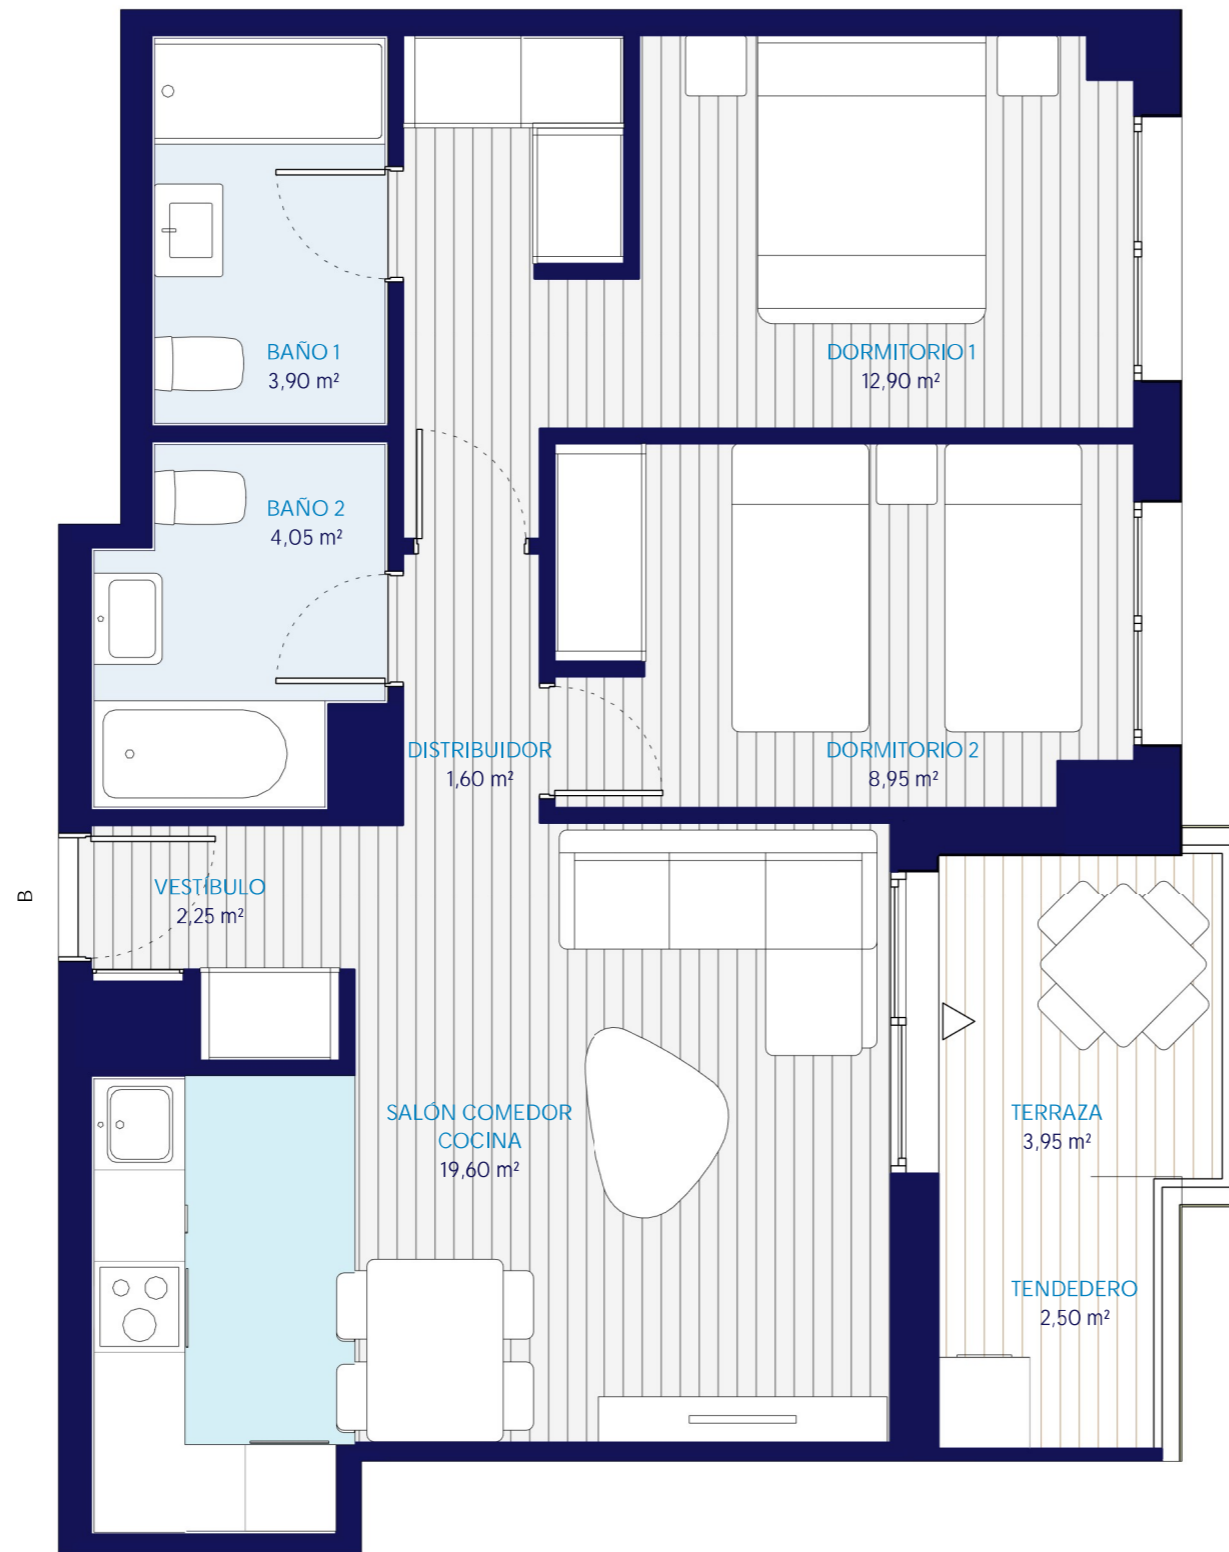 BAÑO 1
3,90 m²
DORMITORIO 1
12,90 m²
BAÑO 2
4,05 m²
DISTRIBUIDOR
1,60 m²
DORMITORIO 2
8,95 m²
B
VESTÍBULO
2,25 m²
SALÓN COMEDOR
COCINA
19,60 m²
TERRAZA
3,95 m²
TENDEDERO
2,50 m²